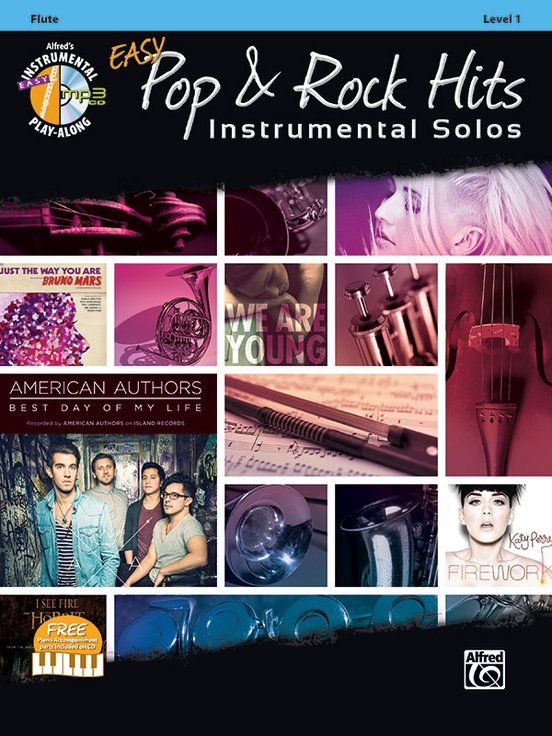 Flute
Level 1
Alfred's
INSTRUMENTAL
EASY
mp3
CD
PLAY-ALONG
EASY
Pop & Rock Hits
Instrumental Solos
JUST THE WAY YOU ARE
BRUNO MARS
WE ARE
YOUNG
AMERICAN AUTHORS
BEST DAY OF MY LIFE
Recorded by AMERICAN AUTHORS on ISLAND RECORDS
Katy Perry
FIREWORK
I SEE FIRE
THE HOBBIT
FREE
Piano Accompaniment
parts Included on CD
Alfred